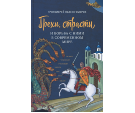 Грехи, страсти
И БОРЬБА С НИМИ
В СОВРЕМЕННОМ
МИРЕ